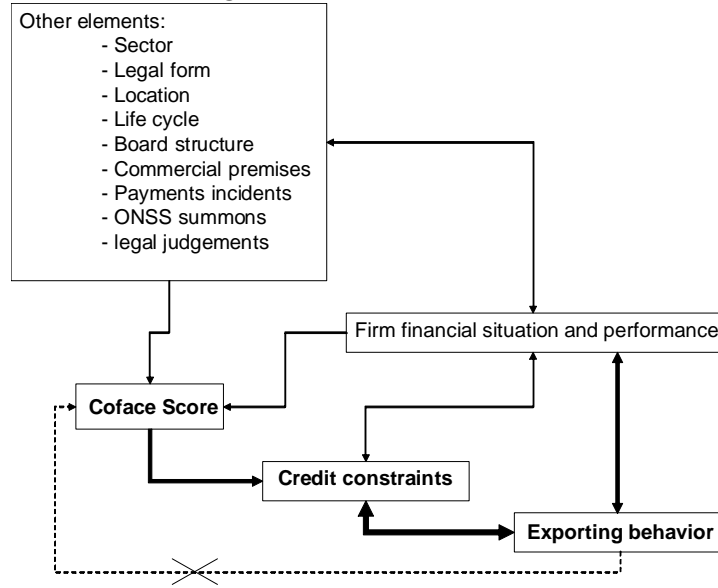 Other elements:
- Sector
- Legal form
- Location
- Life cycle
- Board structure
- Commercial premises
- Payments incidents
- ONSS summons
- legal judgements
Firm financial situation and performance
Coface Score
Credit constraints
Exporting behavior